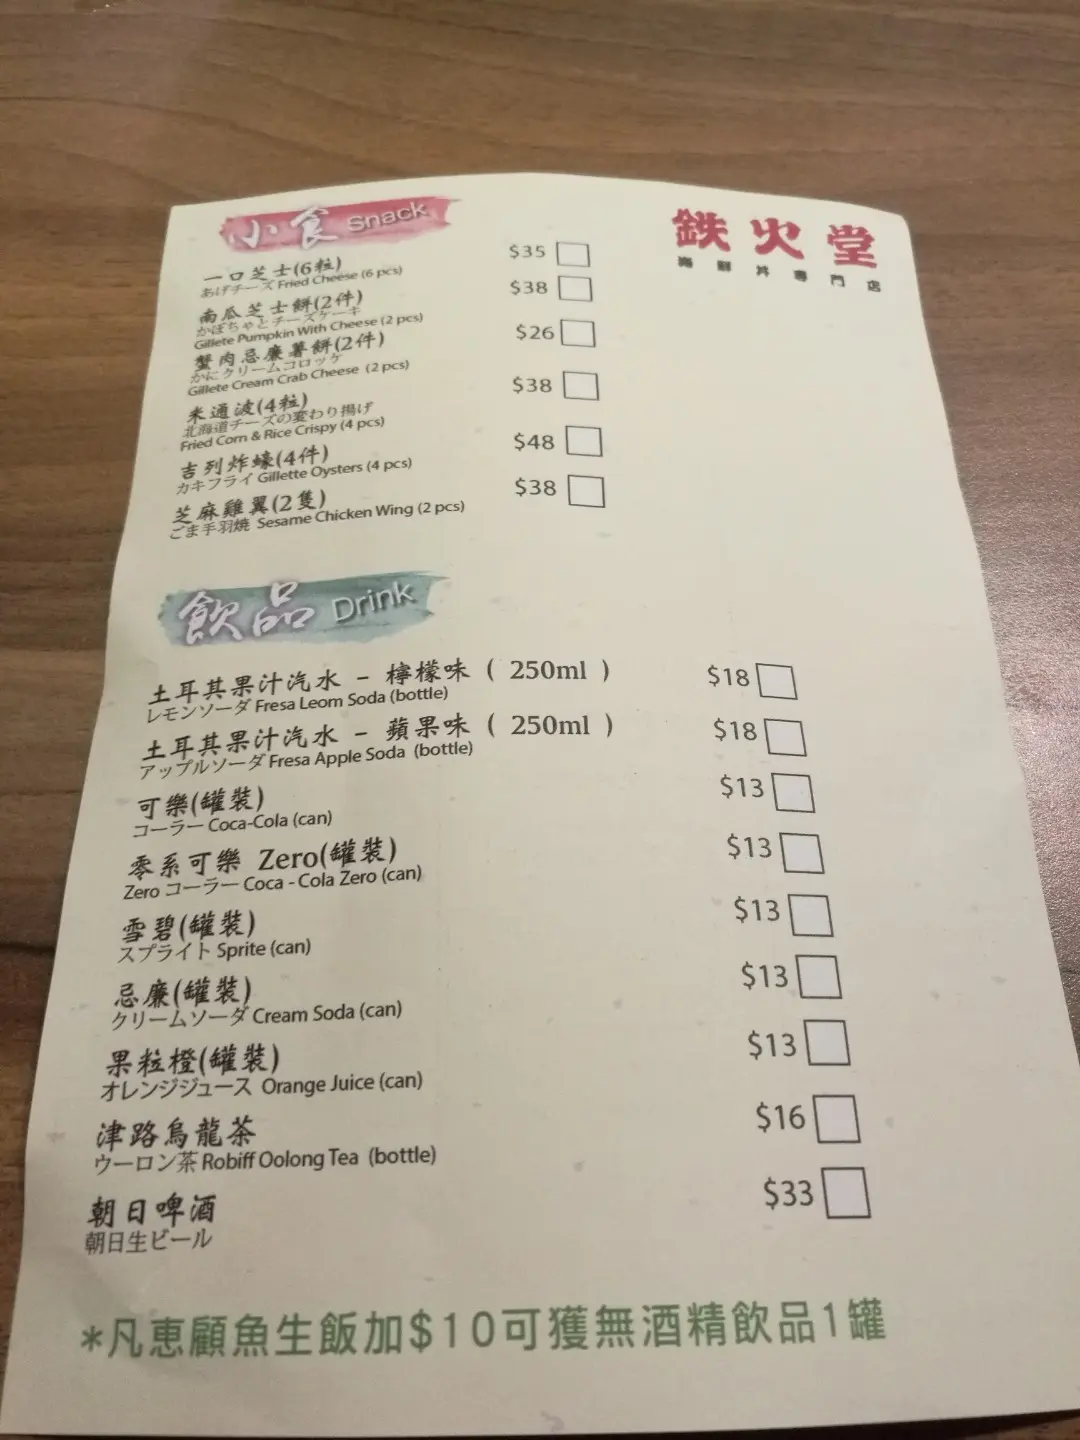 小食 Snack
鉄火堂
海鮮丼專門店
一口芝士(6粒)
あげチーズ Fried Cheese (6 pcs)
$35
南瓜芝士餅(2件)
かぼちゃとチーズケーキ
Gillete Pumpkin With Cheese (2 pcs)
$38
蟹肉忌廉薯餅(2件)
かにクリームコロッケ
Gillete Cream Crab Cheese (2 pcs)
$26
米通波(4粒)
北海道チーズの変わり揚げ
Fried Corn & Rice Crispy (4 pcs)
$38
吉列炸蠔(4件)
カキフライ Gillette Oysters (4 pcs)
$48
芝麻雞翼(2隻)
ごま手羽焼 Sesame Chicken Wing (2 pcs)
$38
飲品 Drink
土耳其果汁汽水 - 檸檬味 ( 250ml )
レモンソーダ Fresa Leom Soda (bottle)
$18
土耳其果汁汽水 - 蘋果味 ( 250ml )
アップルソーダ Fresa Apple Soda (bottle)
$18
可樂(罐裝)
コーラー Coca-Cola (can)
$13
零系可樂 Zero(罐裝)
Zero コーラー Coca - Cola Zero (can)
$13
雪碧(罐裝)
スプライト Sprite (can)
$13
忌廉(罐裝)
クリームソーダ Cream Soda (can)
$13
果粒橙(罐裝)
オレンジジュース Orange Juice (can)
$13
津路烏龍茶
ウーロン茶 Robiff Oolong Tea (bottle)
$16
朝日啤酒
朝日生ビール
$33
*凡惠顧魚生飯加$10可獲無酒精飲品1罐